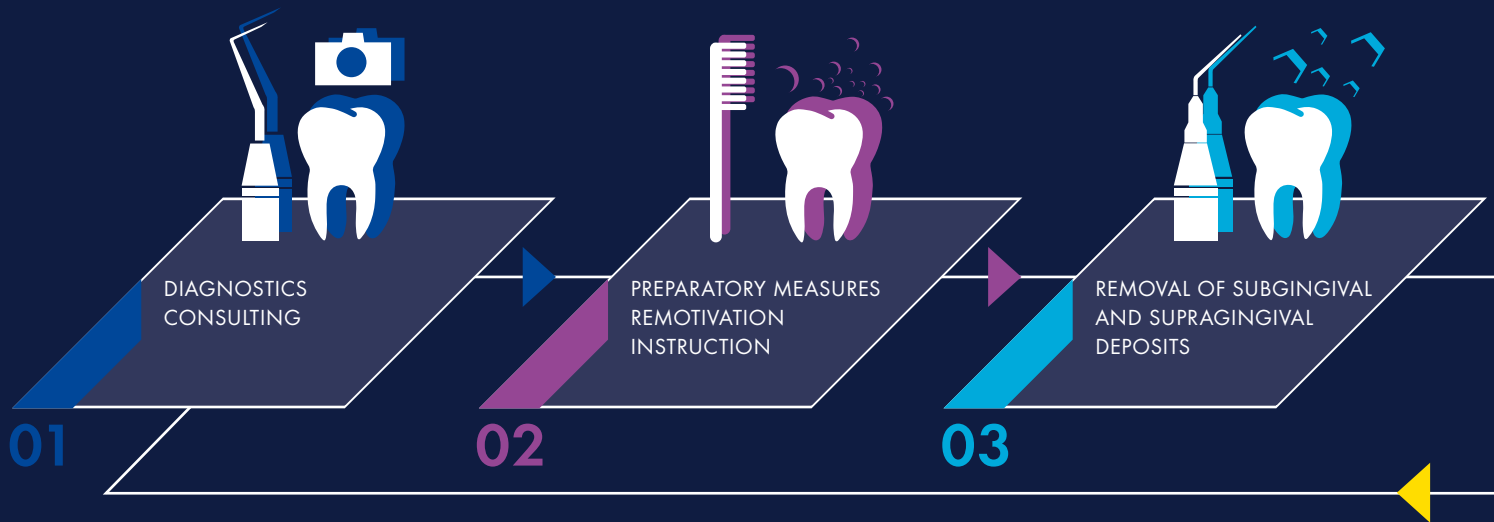 DIAGNOSTICS
CONSULTING
01
PREPARATORY MEASURES
REMOTIVATION
INSTRUCTION
02
REMOVAL OF SUBGINGIVAL
AND SUPRAGINGIVAL
DEPOSITS
03